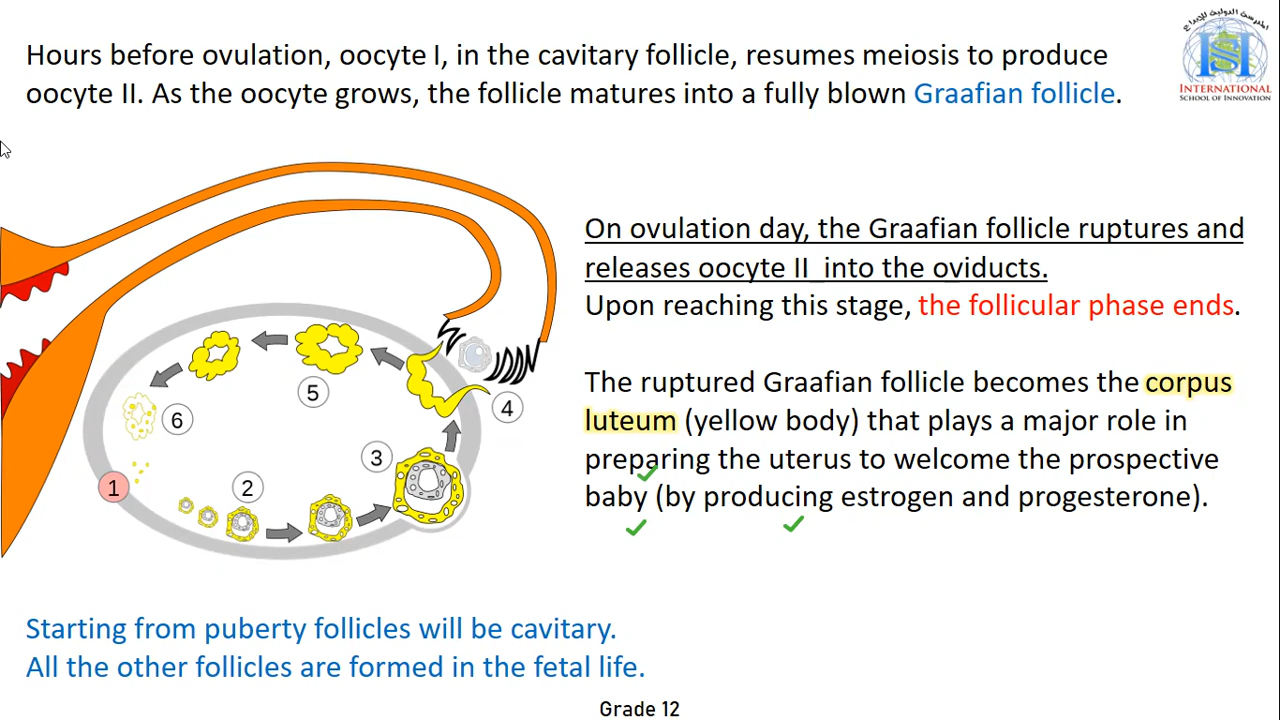 Hours before ovulation, oocyte I, in the cavitary follicle, resumes meiosis to produce
oocyte II. As the oocyte grows, the follicle matures into a fully blown Graafian follicle.
المدرسة الدولية للإبداع
ISI
INTERNATIONAL
SCHOOL OF INNOVATION
On ovulation day, the Graafian follicle ruptures and
releases oocyte II into the oviducts.
Upon reaching this stage, the follicular phase ends.
The ruptured Graafian follicle becomes the corpus
luteum (yellow body) that plays a major role in
preparing the uterus to welcome the prospective
baby (by producing estrogen and progesterone).
1
2
3
4
5
6
Starting from puberty follicles will be cavitary.
All the other follicles are formed in the fetal life.
Grade 12